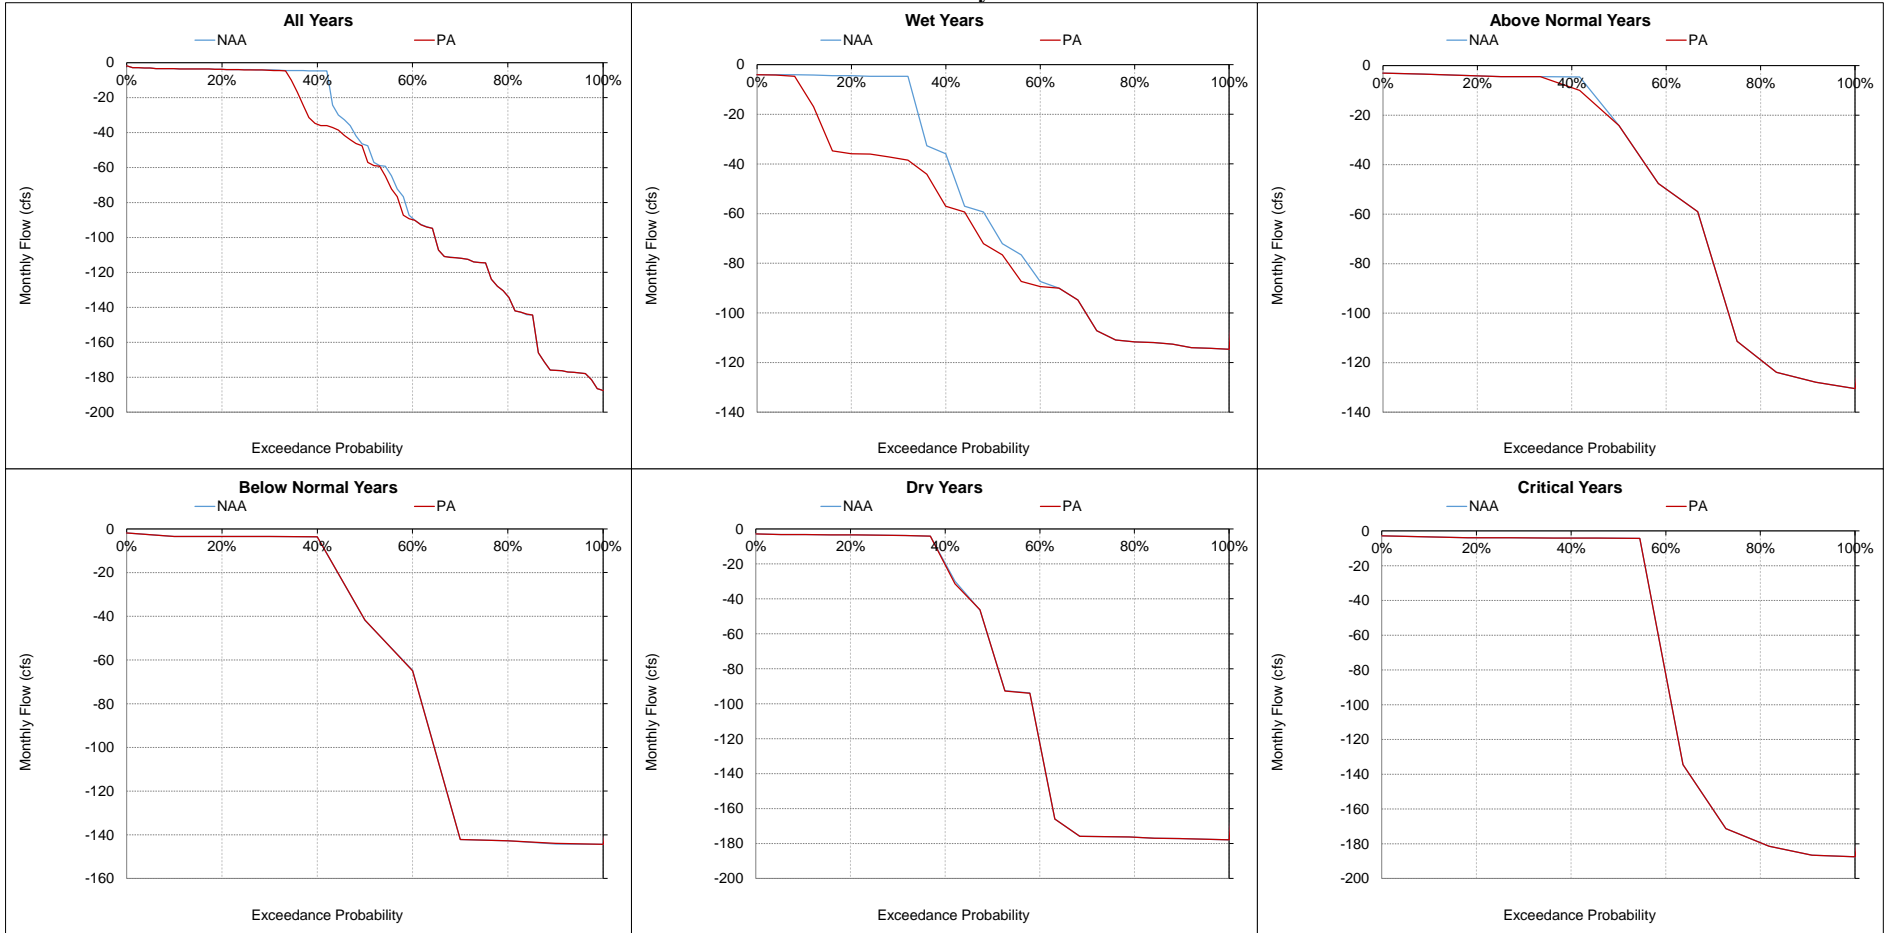 All Years
NAA PA
0
-20
-40
-60
-80
-100
-120
-140
-160
-180
-200
0% 20% 40% 60% 80% 100%
Monthly Flow (cfs)
Exceedance Probability
Wet Years
NAA PA
0
-20
-40
-60
-80
-100
-120
-140
0% 20% 40% 60% 80% 100%
Monthly Flow (cfs)
Exceedance Probability
Above Normal Years
NAA PA
0
-20
-40
-60
-80
-100
-120
-140
0% 20% 40% 60% 80% 100%
Monthly Flow (cfs)
Exceedance Probability
Below Normal Years
NAA PA
0
-20
-40
-60
-80
-100
-120
-140
-160
0% 20% 40% 60% 80% 100%
Monthly Flow (cfs)
Exceedance Probability
Dry Years
NAA PA
0
-20
-40
-60
-80
-100
-120
-140
-160
-180
-200
0% 20% 40% 60% 80% 100%
Monthly Flow (cfs)
Exceedance Probability
Critical Years
NAA PA
0
-20
-40
-60
-80
-100
-120
-140
-160
-180
-200
0% 20% 40% 60% 80% 100%
Monthly Flow (cfs)
Exceedance Probability